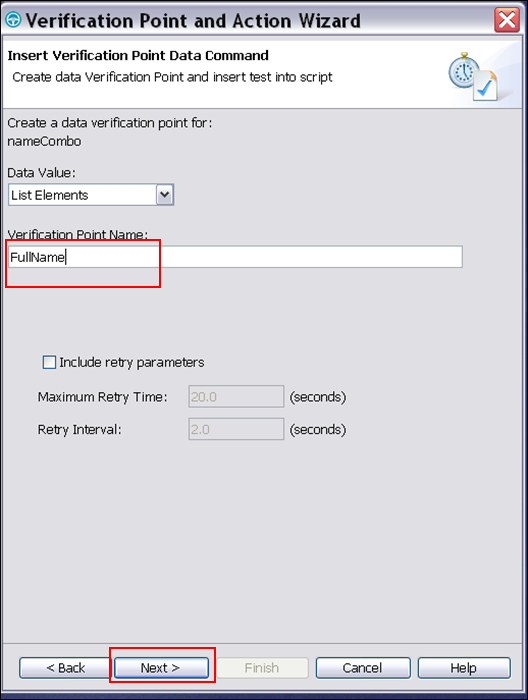 Verification Point and Action Wizard
Insert Verification Point Data Command
Create data Verification Point and insert test into script
Create a data verification point for:
nameCombo
Data Value:
List Elements
Verification Point Name:
FullName
Include retry parameters
Maximum Retry Time: 20.0 (seconds)
Retry Interval: 2.0 (seconds)
< Back Next > Finish Cancel Help